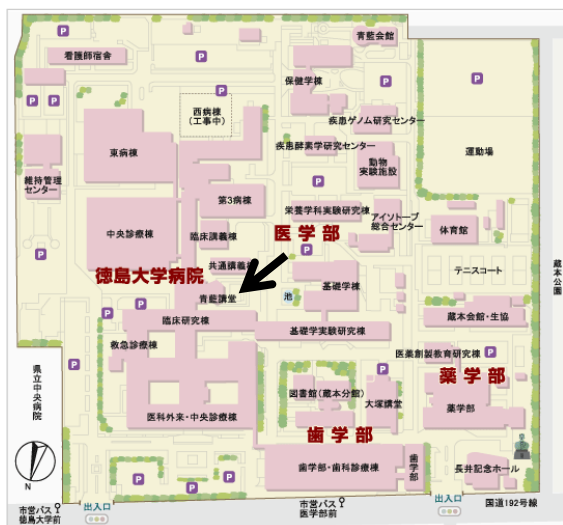 青藍会館
P
P
看護師宿舎
P
保健学棟
P
P
P
P
P
西病棟
(工事中)
疾患ゲノム研究センター
疾患酵素学研究センター
運動場
東病棟
動物
実験施設
維持管理
センター
P
第3病棟
栄養学科実験研究棟
アイソトープ
総合センター
中央診療棟
臨床講義棟
医学部
体育館
P
P
共通講義棟
徳島大学病院
テニスコート
蔵本公園
青藍講堂
池
基礎学棟
P
P
臨床研究棟
蔵本会館・生協
基礎学実験研究棟
救急診療棟
医薬創製教育研究棟
P
県立中央病院
P
P
薬学部
図書館(蔵本分館)
大塚講堂
薬学部
医科外来・中央診療棟
歯学部
P
歯学部・歯科診療棟
歯学部
長井記念ホール
N
P
P
P
市営バス
徳島大学前
出入口
市営バス
医学部前
出入口
国道192号線